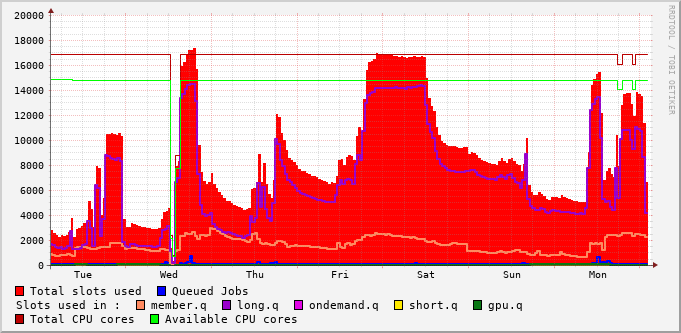 20000
18000
16000
14000
12000
10000
8000
6000
4000
2000
0
Tue Wed Thu Fri Sat Sun Mon
RRDTOOL / TOBI OETIKER
Total slots used Queued Jobs
Slots used in : member.q long.q ondemand.q short.q gpu.q
Total CPU cores Available CPU cores